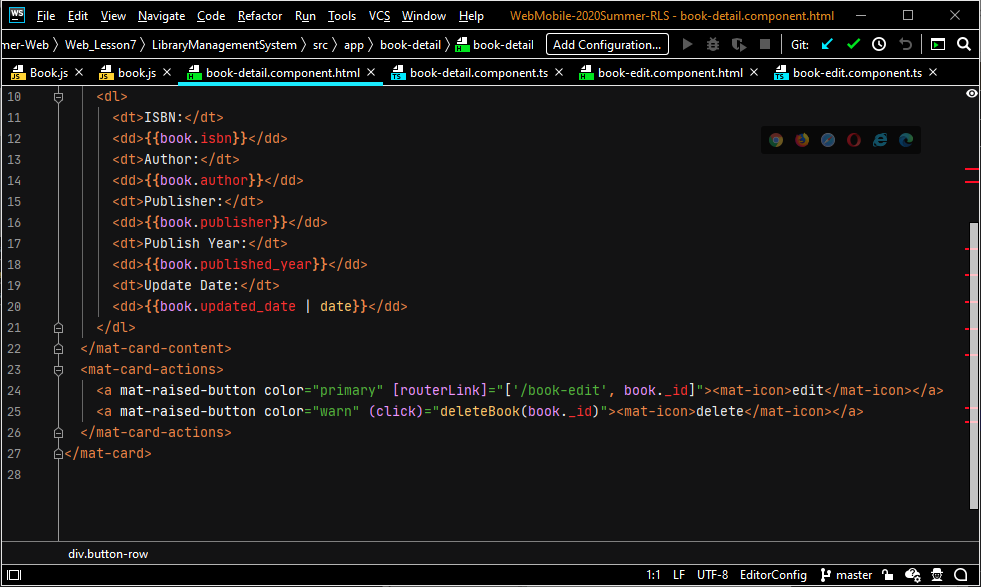 WS File Edit View Navigate Code Refactor Run Tools VCS Window Help WebMobile-2020Summer-RLS - book-detail.component.html
mer-Web Web_Lesson7 LibraryManagementSystem src app book-detail book-detail Add Configuration... Git:
Book.js book.js book-detail.component.html book-detail.component.ts book-edit.component.html book-edit.component.ts
10 <dl>
11 <dt>ISBN:</dt>
12 <dd>{{book.isbn}}</dd>
13 <dt>Author:</dt>
14 <dd>{{book.author}}</dd>
15 <dt>Publisher:</dt>
16 <dd>{{book.publisher}}</dd>
17 <dt>Publish Year:</dt>
18 <dd>{{book.published_year}}</dd>
19 <dt>Update Date:</dt>
20 <dd>{{book.updated_date | date}}</dd>
21 </dl>
22 </mat-card-content>
23 <mat-card-actions>
24 <a mat-raised-button color="primary" [routerLink]="['/book-edit', book._id]"><mat-icon>edit</mat-icon></a>
25 <a mat-raised-button color="warn" (click)="deleteBook(book._id)"><mat-icon>delete</mat-icon></a>
26 </mat-card-actions>
27 </mat-card>
28
div.button-row
1:1 LF UTF-8 EditorConfig master